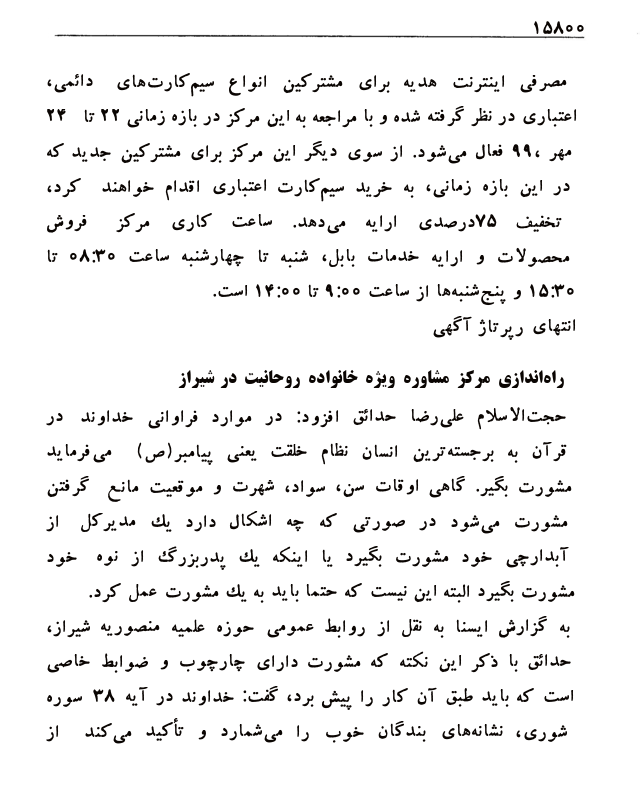 ۱۵۸۰۰
مصرفی اینترنت هدیه برای مشترکین انواع سیم‌کارت‌های دائمی،
اعتباری در نظر گرفته شده و با مراجعه به این مرکز در بازه زمانی ۲۲ تا ۲۴
مهر ،۹۹ فعال می‌شود. از سوی دیگر این مرکز برای مشترکین جدید که
در این بازه زمانی، به خرید سیم‌کارت اعتباری اقدام خواهند کرد،
تخفیف ۷۵درصدی ارایه می‌دهد. ساعت کاری مرکز فروش
محصولات و ارایه خدمات بابل، شنبه تا چهارشنبه ساعت ۰۸:۳۰ تا
۱۵:۳۰ و پنج‌شنبه‌ها از ساعت ۹:۰۰ تا ۱۴:۰۰ است.
انتهای رپرتاژ آگهی
راه‌اندازی مرکز مشاوره ویژه خانواده روحانیت در شیراز
حجت‌الاسلام علی‌رضا حدائق افزود: در موارد فراوانی خداوند در
قرآن به برجسته‌ترین انسان نظام خلقت یعنی پیامبر(ص) می‌فرماید
مشورت بگیر. گاهی اوقات سن، سواد، شهرت و موقعیت مانع گرفتن
مشورت می‌شود در صورتی که چه اشکال دارد یك مدیرکل از
آبدارچی خود مشورت بگیرد یا اینکه یك پدربزرگ از نوه خود
مشورت بگیرد البته این نیست که حتما باید به یك مشورت عمل کرد.
به گزارش ایسنا به نقل از روابط عمومی حوزه علمیه منصوریه شیراز،
حدائق با ذکر این نکته که مشورت دارای چارچوب و ضوابط خاصی
است که باید طبق آن کار را پیش برد، گفت: خداوند در آیه ۳۸ سوره
شوری، نشانه‌های بندگان خوب را می‌شمارد و تأکید می‌کند از